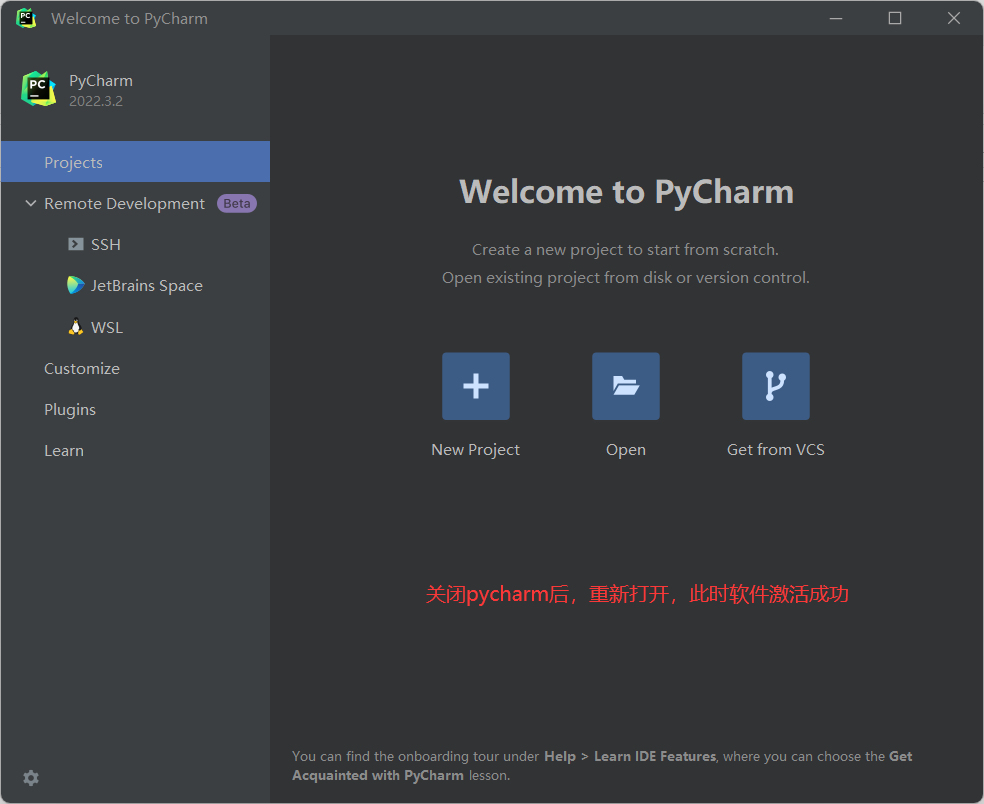 Welcome to PyCharm
PC
PyCharm
2022.3.2
Projects
Remote Development Beta
SSH
JetBrains Space
WSL
Customize
Plugins
Learn
Welcome to PyCharm
Create a new project to start from scratch.
Open existing project from disk or version control.
New Project
Open
Get from VCS
关闭pycharm后，重新打开，此时软件激活成功
You can find the onboarding tour under Help > Learn IDE Features, where you can choose the Get
Acquainted with PyCharm lesson.